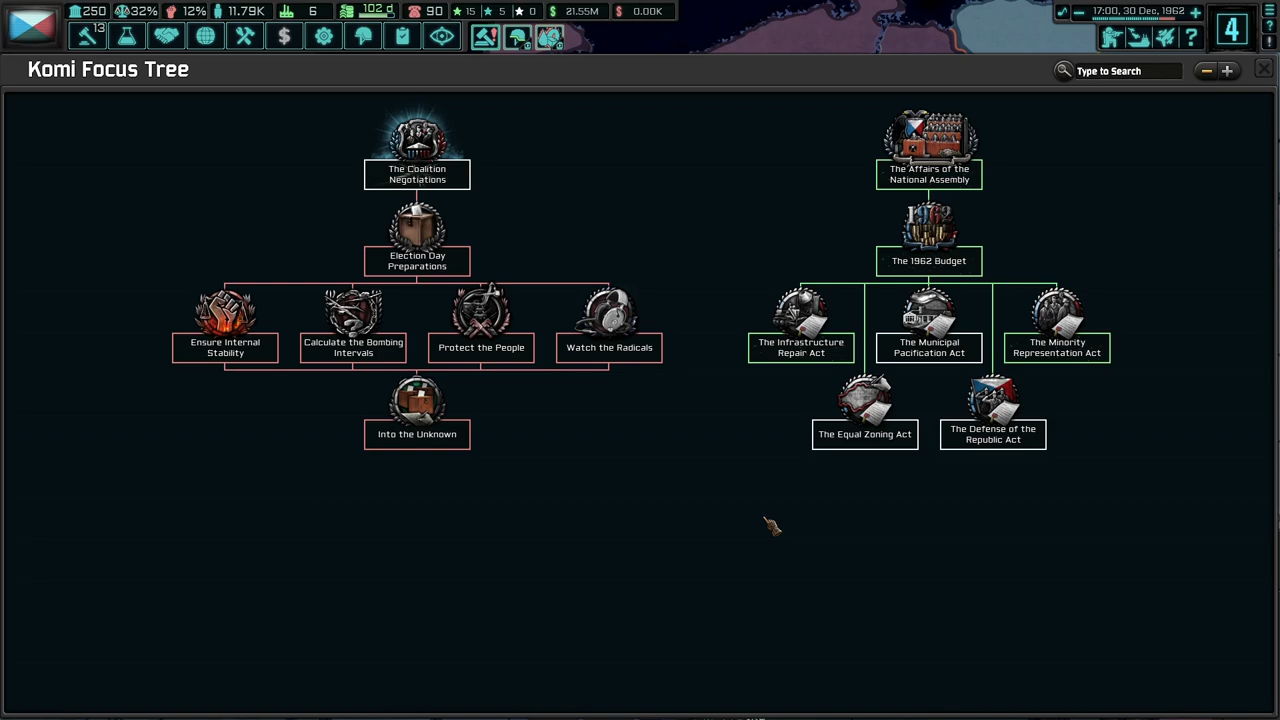 250 32% 12% 11.79K 6 102 d 90 15 5 0 $ 21.55M $ 0.00K
17:00, 30 Dec, 1962
?
4
?
!
13
$
?
Komi Focus Tree
Type to Search
The Coalition
Negotiations
The Affairs of the
National Assembly
Election Day
Preparations
1962
The 1962 Budget
Ensure Internal
Stability
Calculate the Bombing
Intervals
Protect the People
Watch the Radicals
The Infrastructure
Repair Act
The Municipal
Pacification Act
The Minority
Representation Act
Into the Unknown
The Equal Zoning Act
The Defense of the
Republic Act